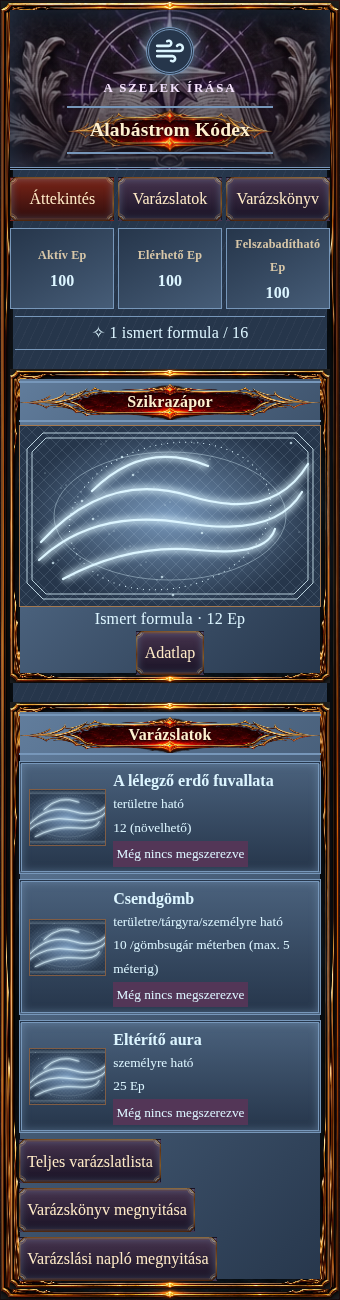 A SZELEK ÍRÁSA
Alabástrom Kódex
Áttekintés
Varázslatok
Varázskönyv
Aktív Ep
100
Elérhető Ep
100
Felszabadítható
Ep
100
✧ 1 ismert formula / 16
Szikrazápor
Ismert formula · 12 Ep
Adatlap
Varázslatok
A lélegző erdő fuvallata
területre ható
12 (növelhető)
Még nincs megszerezve
Csendgömb
területre/tárgyra/személyre ható
10 /gömbsugár méterben (max. 5
méterig)
Még nincs megszerezve
Eltérítő aura
személyre ható
25 Ep
Még nincs megszerezve
Teljes varázslatlista
Varázskönyv megnyitása
Varázslási napló megnyitása